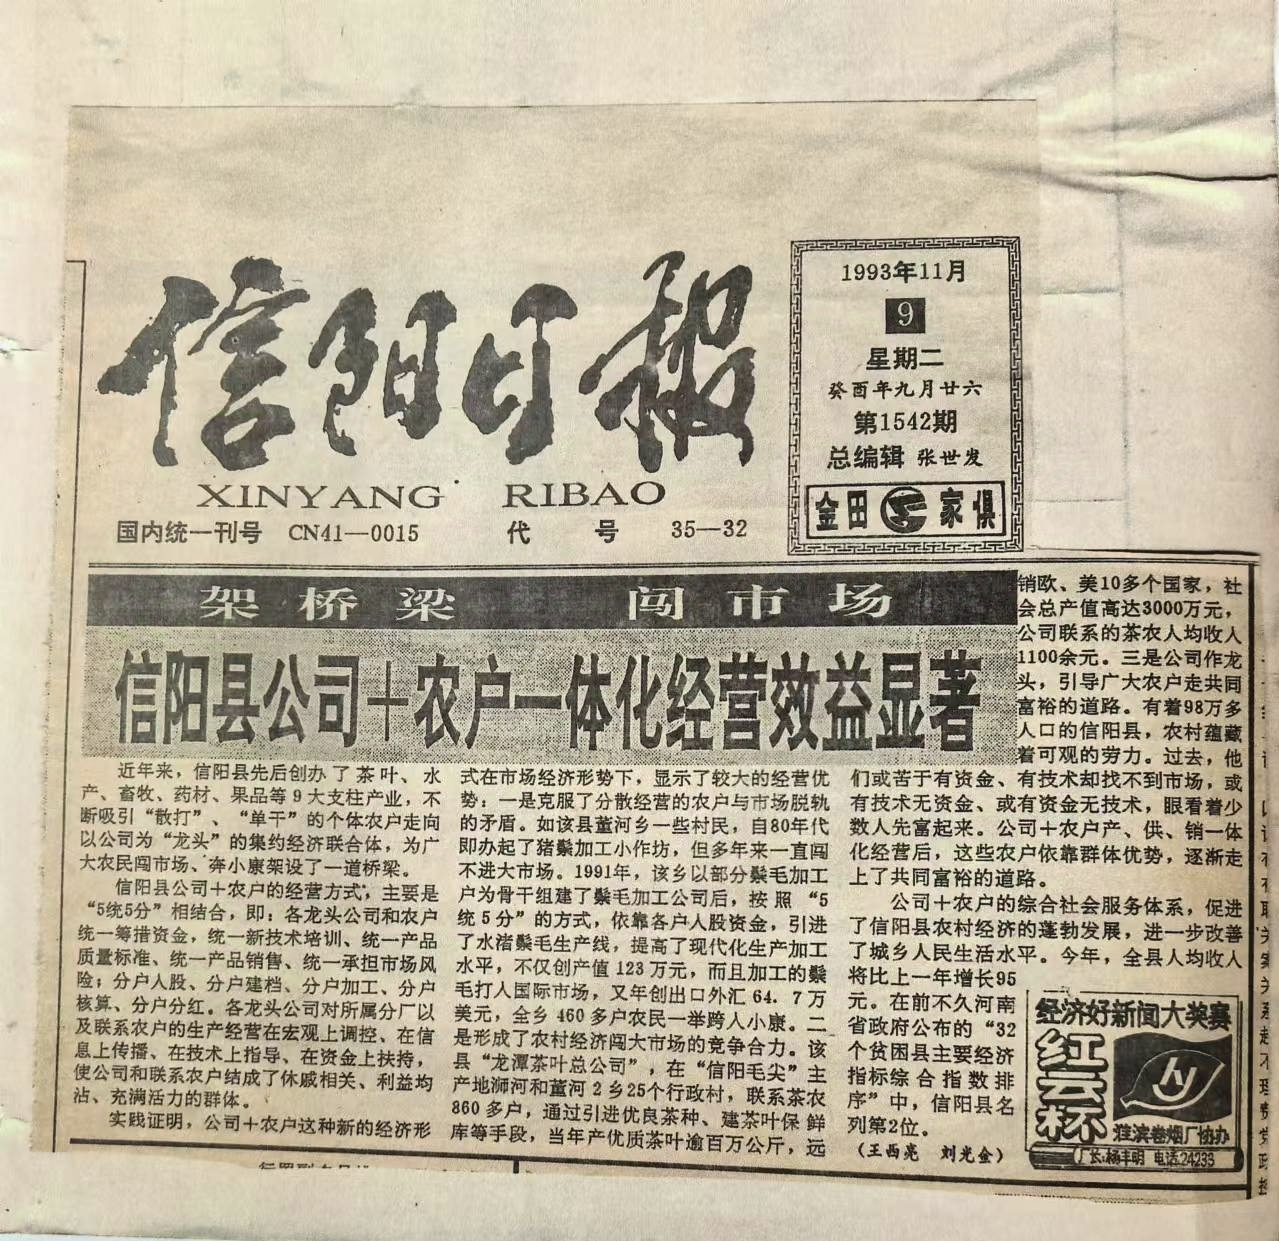 信阳日报
XINYANG RIBAO
国内统一刊号 CN41—0015 代号 35—32
1993年11月
9
星期二
癸酉年九月廿六
第1542期
总编辑 张世发
金田家俱
架桥梁 闯市场
信阳县公司＋农户一体化经营效益显著
近年来，信阳县先后创办了茶叶、水
产、畜牧、药材、果品等9大支柱产业，不
断吸引“散打”、“单干”的个体农户走向
以公司为“龙头”的集约经济联合体，为广
大农民闯市场、奔小康架设了一道桥梁。
信阳县公司＋农户的经营方式，主要是
“5统5分”相结合，即：各龙头公司和农户
统一筹措资金，统一新技术培训、统一产品
质量标准、统一产品销售、统一承担市场风
险；分户入股、分户建档、分户加工、分户
核算、分户分红。各龙头公司对所属分厂以
及联系农户的生产经营在宏观上调控、在信
息上传播、在技术上指导、在资金上扶持，
使公司和联系农户结成了休戚相关、利益均
沾、充满活力的群体。
实践证明，公司＋农户这种新的经济形
式在市场经济形势下，显示了较大的经营优
势：一是克服了分散经营的农户与市场脱轨
的矛盾。如该县董河乡一些村民，自80年代
即办起了猪鬃加工小作坊，但多年来一直闯
不进大市场。1991年，该乡以部分鬃毛加工
户为骨干组建了鬃毛加工公司后，按照“5
统5分”的方式，依靠各户人股资金，引进
了水渚鬃毛生产线，提高了现代化生产加工
水平，不仅创产值123万元，而且加工的鬃
毛打人国际市场，又年创出口外汇64．7万
美元，全乡460多户农民一举跨人小康。二
是形成了农村经济闯大市场的竞争合力。该
县“龙潭茶叶总公司”，在“信阳毛尖”主
产地浉河和董河2乡25个行政村，联系茶农
860多户，通过引进优良茶种、建茶叶保鲜
库等手段，当年产优质茶叶逾百万公斤，远
销欧、美10多个国家，社
会总产值高达3000万元，
公司联系的茶农人均收人
1100余元。三是公司作龙
头，引导广大农户走共同
富裕的道路。有着98万多
人口的信阳县，农村蕴藏
着可观的劳力。过去，他
们或苦于有资金、有技术却找不到市场，或
有技术无资金、或有资金无技术，眼看着少
数人先富起来。公司＋农户产、供、销一体
化经营后，这些农户依靠群体优势，逐渐走
上了共同富裕的道路。
公司＋农户的综合社会服务体系，促进
了信阳县农村经济的蓬勃发展，进一步改善
了城乡人民生活水平。今年，全县人均收人
将比上一年增长95
元。在前不久河南
省政府公布的“32
个贫困县主要经济
指标综合指数排
序”中，信阳县名
列第2位。
（王西亮 刘光金）
经济好新闻大奖赛
红云杯
淮滨卷烟厂协办
厂长:杨丰明 电话:24233